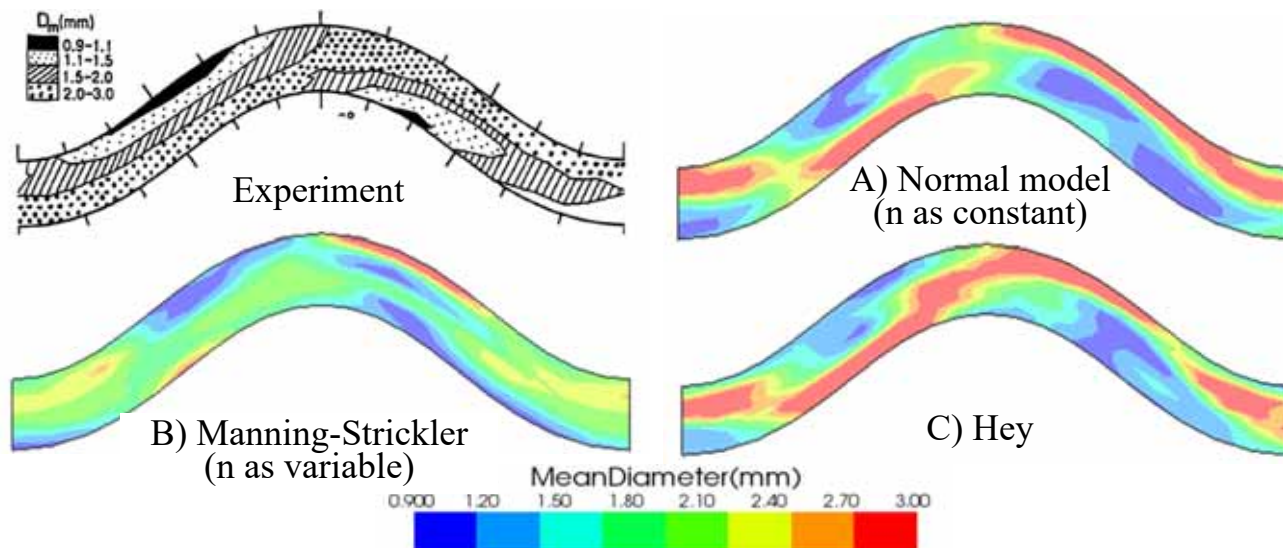 Dm(mm)
0.9-1.1
1.1-1.5
1.5-2.0
2.0-3.0
Experiment
A) Normal model
(n as constant)
B) Manning-Strickler
(n as variable)
C) Hey
MeanDiameter(mm)
0.900 1.20 1.50 1.80 2.10 2.40 2.70 3.00